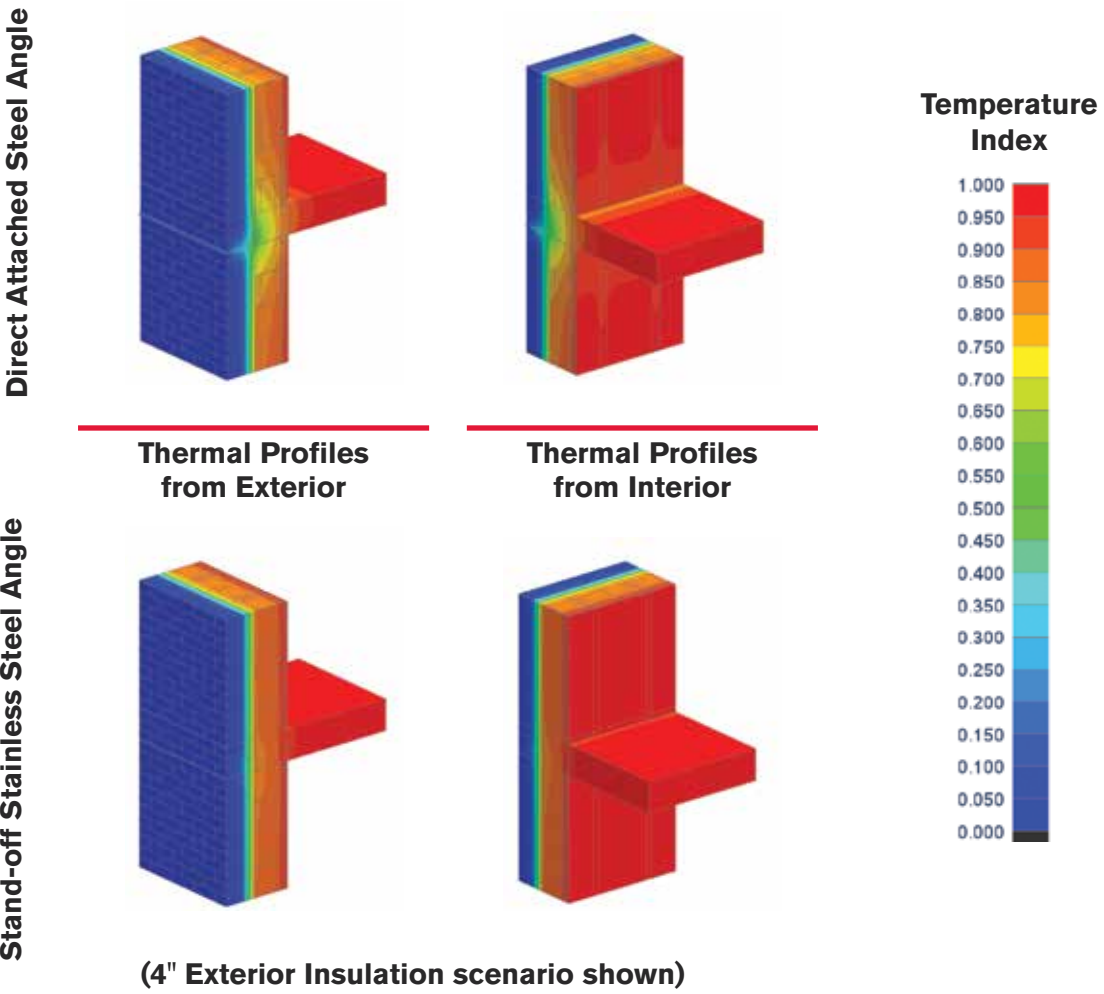 Direct Attached Steel Angle
Thermal Profiles
from Exterior
Thermal Profiles
from Interior
Stand-off Stainless Steel Angle
(4" Exterior Insulation scenario shown)
Temperature
Index
1.000
0.950
0.900
0.850
0.800
0.750
0.700
0.650
0.600
0.550
0.500
0.450
0.400
0.350
0.300
0.250
0.200
0.150
0.100
0.050
0.000